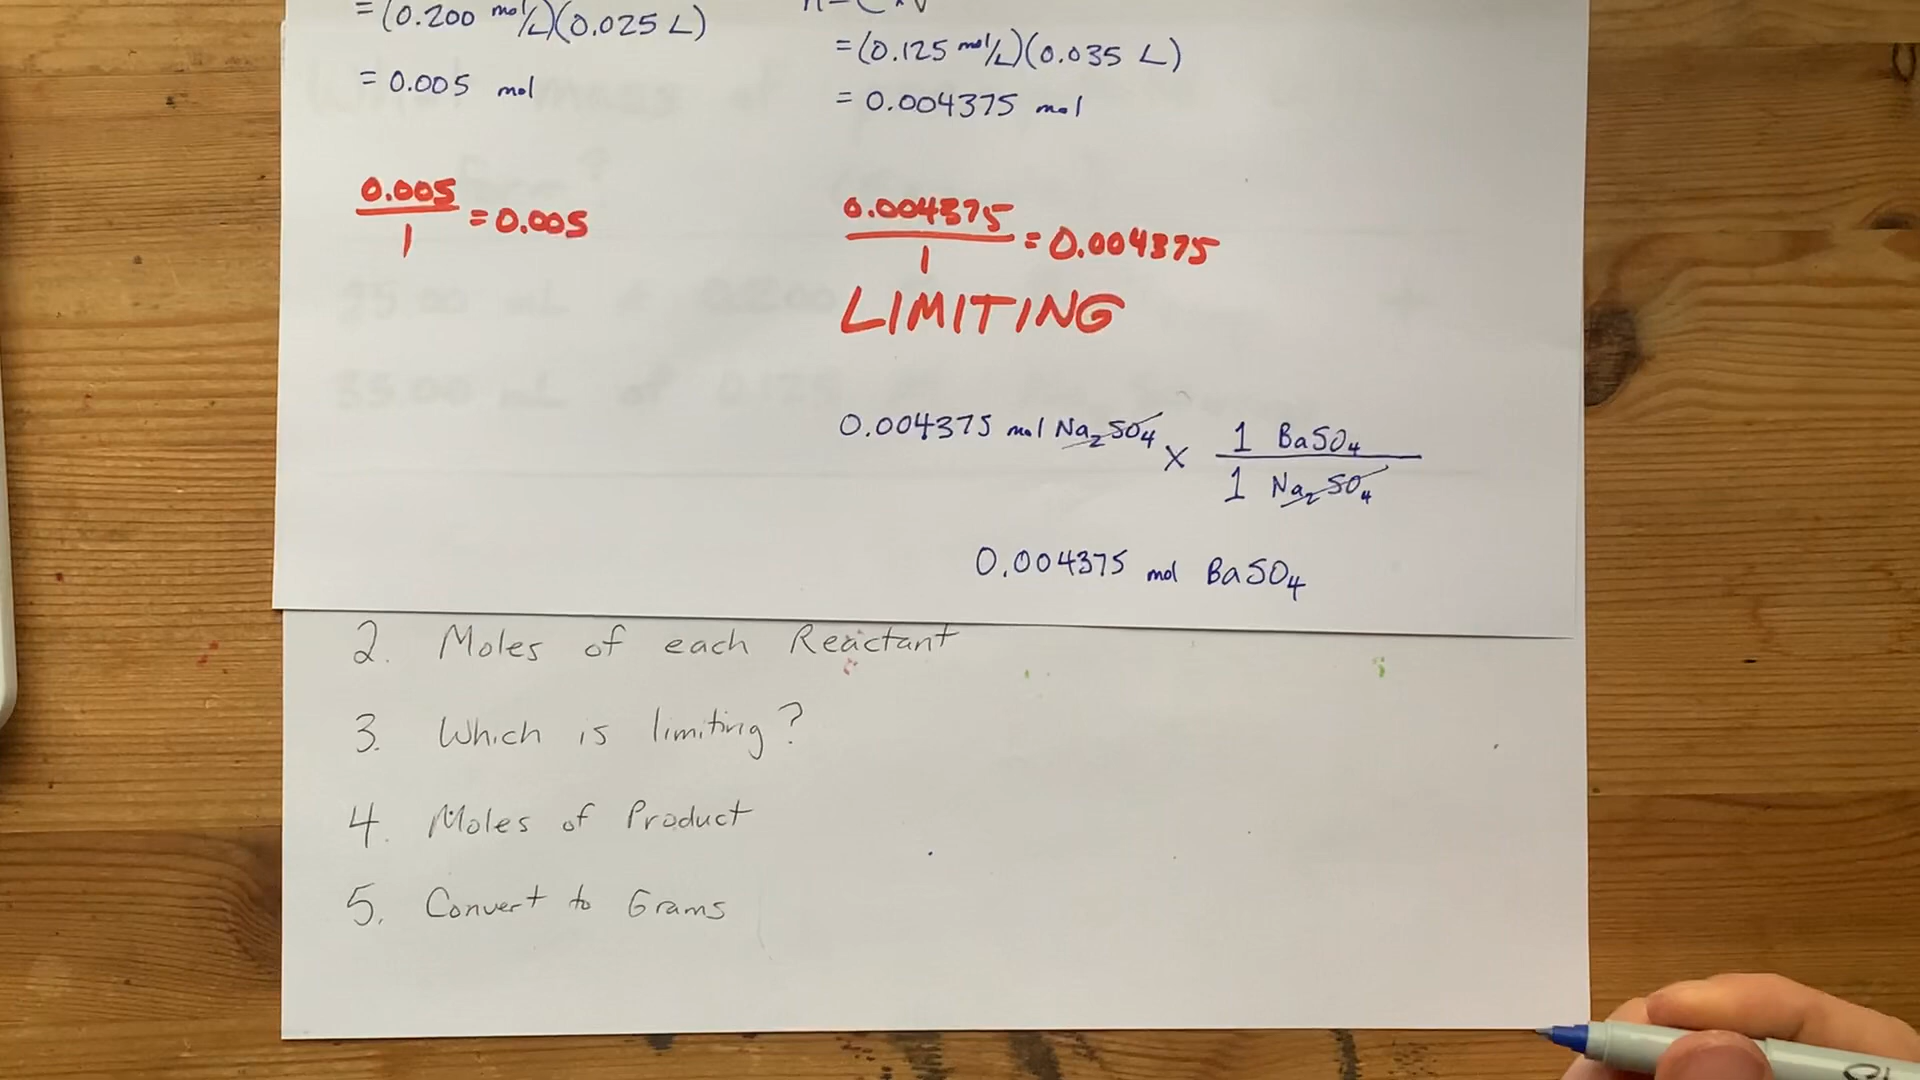 = (0.200 mol/L)(0.025 L)
= 0.005 mol
n = C × V
= (0.125 mol/L)(0.035 L)
= 0.004375 mol
0.005
1
= 0.005
0.004375
1
= 0.004375
LIMITING
0.004375 mol Na₂SO₄ × 1 BaSO₄
1 Na₂SO₄
0.004375 mol BaSO₄
2. Moles of each Reactant
3. Which is limiting?
4. Moles of Product
5. Convert to Grams